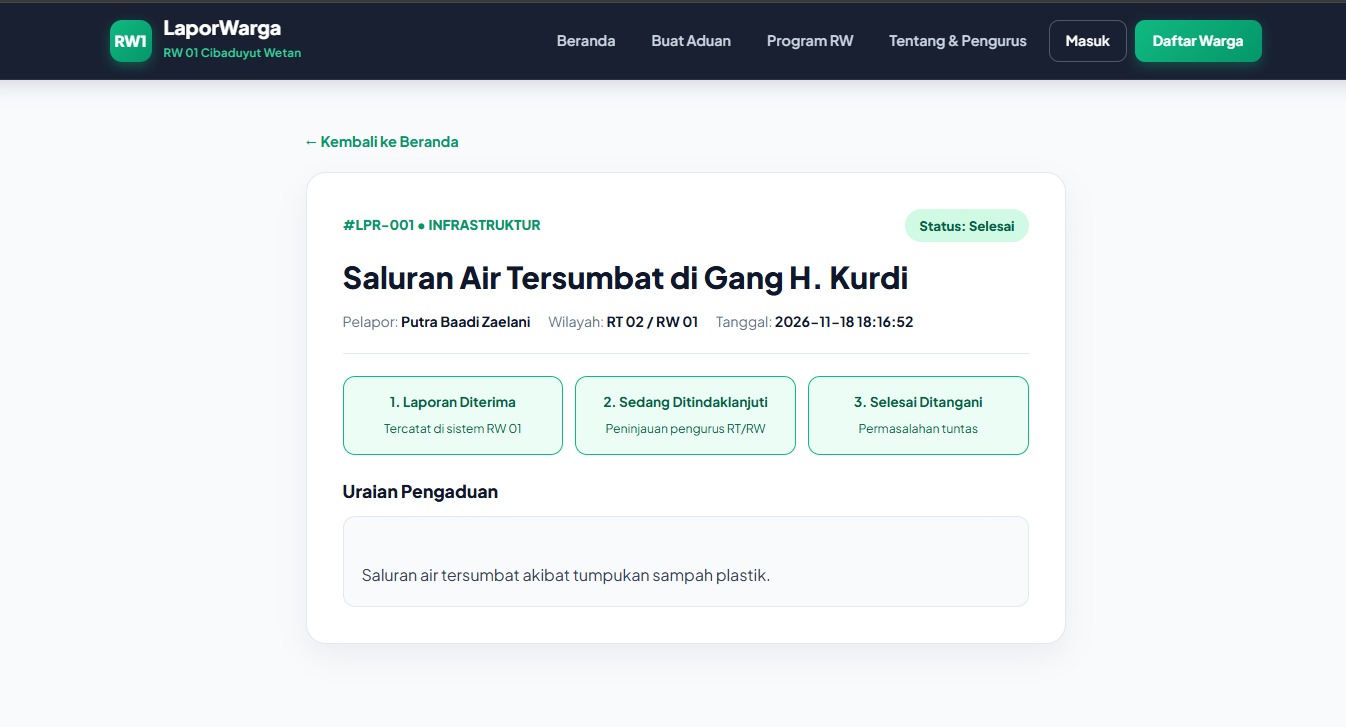 RW1
LaporWarga
RW 01 Cibaduyut Wetan
Beranda
Buat Aduan
Program RW
Tentang & Pengurus
Masuk
Daftar Warga
← Kembali ke Beranda
#LPR-001 ● INFRASTRUKTUR
Status: Selesai
Saluran Air Tersumbat di Gang H. Kurdi
Pelapor: Putra Baadi Zaelani Wilayah: RT 02 / RW 01 Tanggal: 2026-11-18 18:16:52
1. Laporan Diterima
Tercatat di sistem RW 01
2. Sedang Ditindaklanjuti
Peninjauan pengurus RT/RW
3. Selesai Ditangani
Permasalahan tuntas
Uraian Pengaduan
Saluran air tersumbat akibat tumpukan sampah plastik.